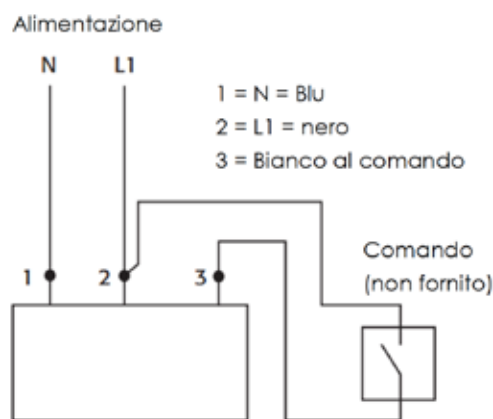 Alimentazione
N L1
1 = N = Blu
2 = L1 = nero
3 = Bianco al comando
Comando
(non fornito)
1 2 3